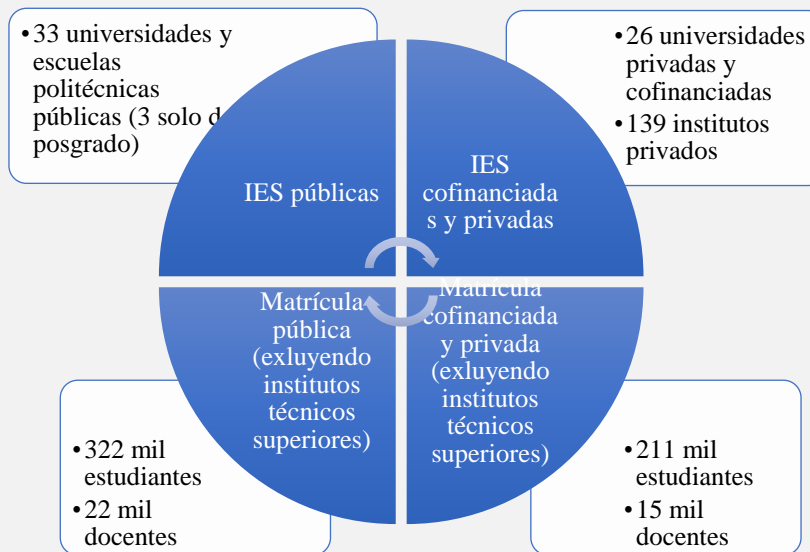 •33 universidades y
escuelas
politécnicas
públicas (3 solo d
posgrado)
•26 universidades
privadas y
cofinanciadas
•139 institutos
privados
IES públicas
IES
cofinanciada
s y privadas
Matrícula
pública
(exluyendo
institutos
técnicos
superiores)
Matrícula
cofinanciada
y privada
(exluyendo
institutos
técnicos
superiores)
•322 mil
estudiantes
•22 mil
docentes
•211 mil
estudiantes
•15 mil
docentes